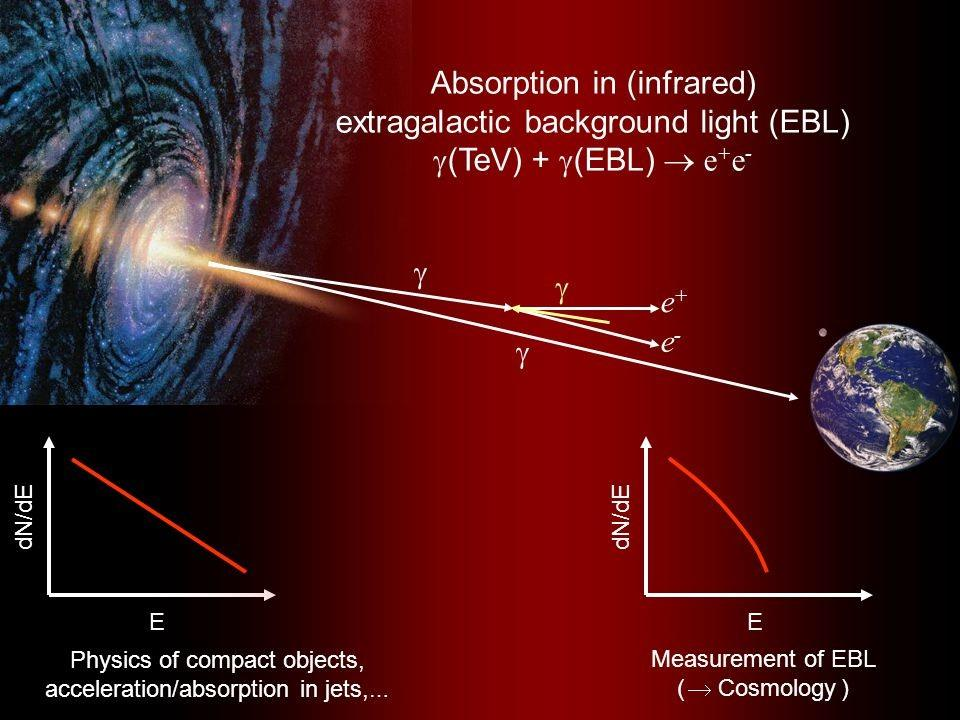 Absorption in (infrared)
extragalactic background light (EBL)
γ(TeV) + γ(EBL) → e⁺e⁻
γ
γ
e⁺
γ
e⁻
dN/dE
E
Physics of compact objects,
acceleration/absorption in jets,...
dN/dE
E
Measurement of EBL
( → Cosmology )